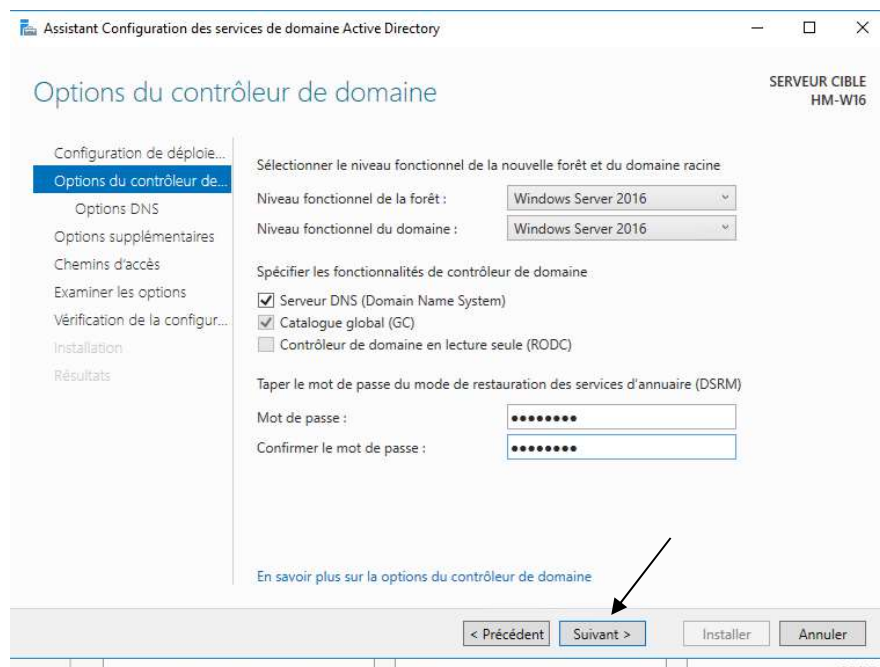 Assistant Configuration des services de domaine Active Directory
Options du contrôleur de domaine
SERVEUR CIBLE
HM-W16
Configuration de déploie...
Options du contrôleur de...
Options DNS
Options supplémentaires
Chemins d'accès
Examiner les options
Vérification de la configur...
Installation
Résultats
Sélectionner le niveau fonctionnel de la nouvelle forêt et du domaine racine
Niveau fonctionnel de la forêt : Windows Server 2016
Niveau fonctionnel du domaine : Windows Server 2016
Spécifier les fonctionnalités de contrôleur de domaine
Serveur DNS (Domain Name System)
Catalogue global (GC)
Contrôleur de domaine en lecture seule (RODC)
Taper le mot de passe du mode de restauration des services d'annuaire (DSRM)
Mot de passe : ●●●●●●●●
Confirmer le mot de passe : ●●●●●●●●
En savoir plus sur la options du contrôleur de domaine
< Précédent Suivant > Installer Annuler